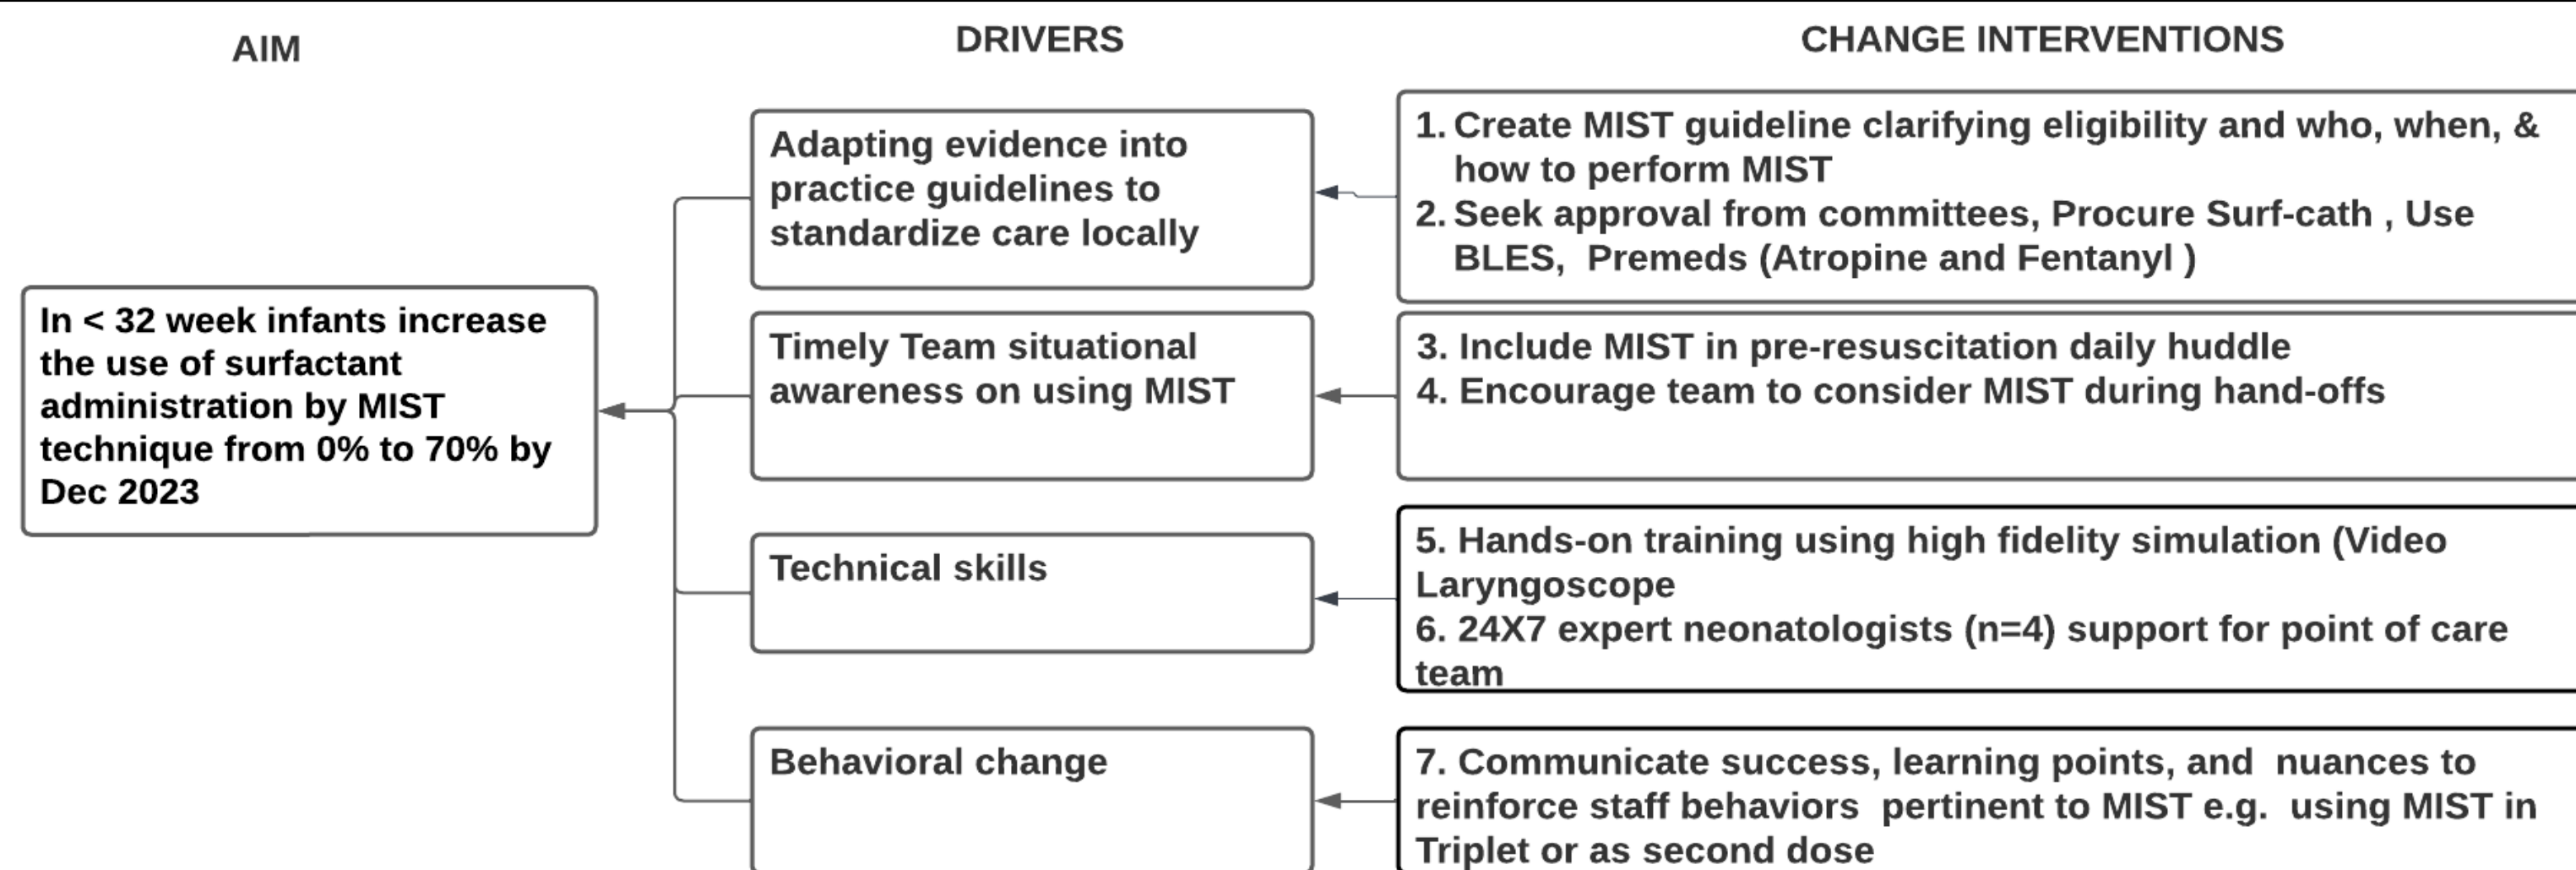 AIM
DRIVERS
CHANGE INTERVENTIONS
In < 32 week infants increase
the use of surfactant
administration by MIST
technique from 0% to 70% by
Dec 2023
Adapting evidence into
practice guidelines to
standardize care locally
Timely Team situational
awareness on using MIST
Technical skills
Behavioral change
1. Create MIST guideline clarifying eligibility and who, when, &
how to perform MIST
2. Seek approval from committees, Procure Surf-cath , Use
BLES,  Premeds (Atropine and Fentanyl )
3. Include MIST in pre-resuscitation daily huddle
4. Encourage team to consider MIST during hand-offs
5. Hands-on training using high fidelity simulation (Video
Laryngoscope
6. 24X7 expert neonatologists (n=4) support for point of care
team
7. Communicate success, learning points, and  nuances to
reinforce staff behaviors  pertinent to MIST e.g.  using MIST in
Triplet or as second dose